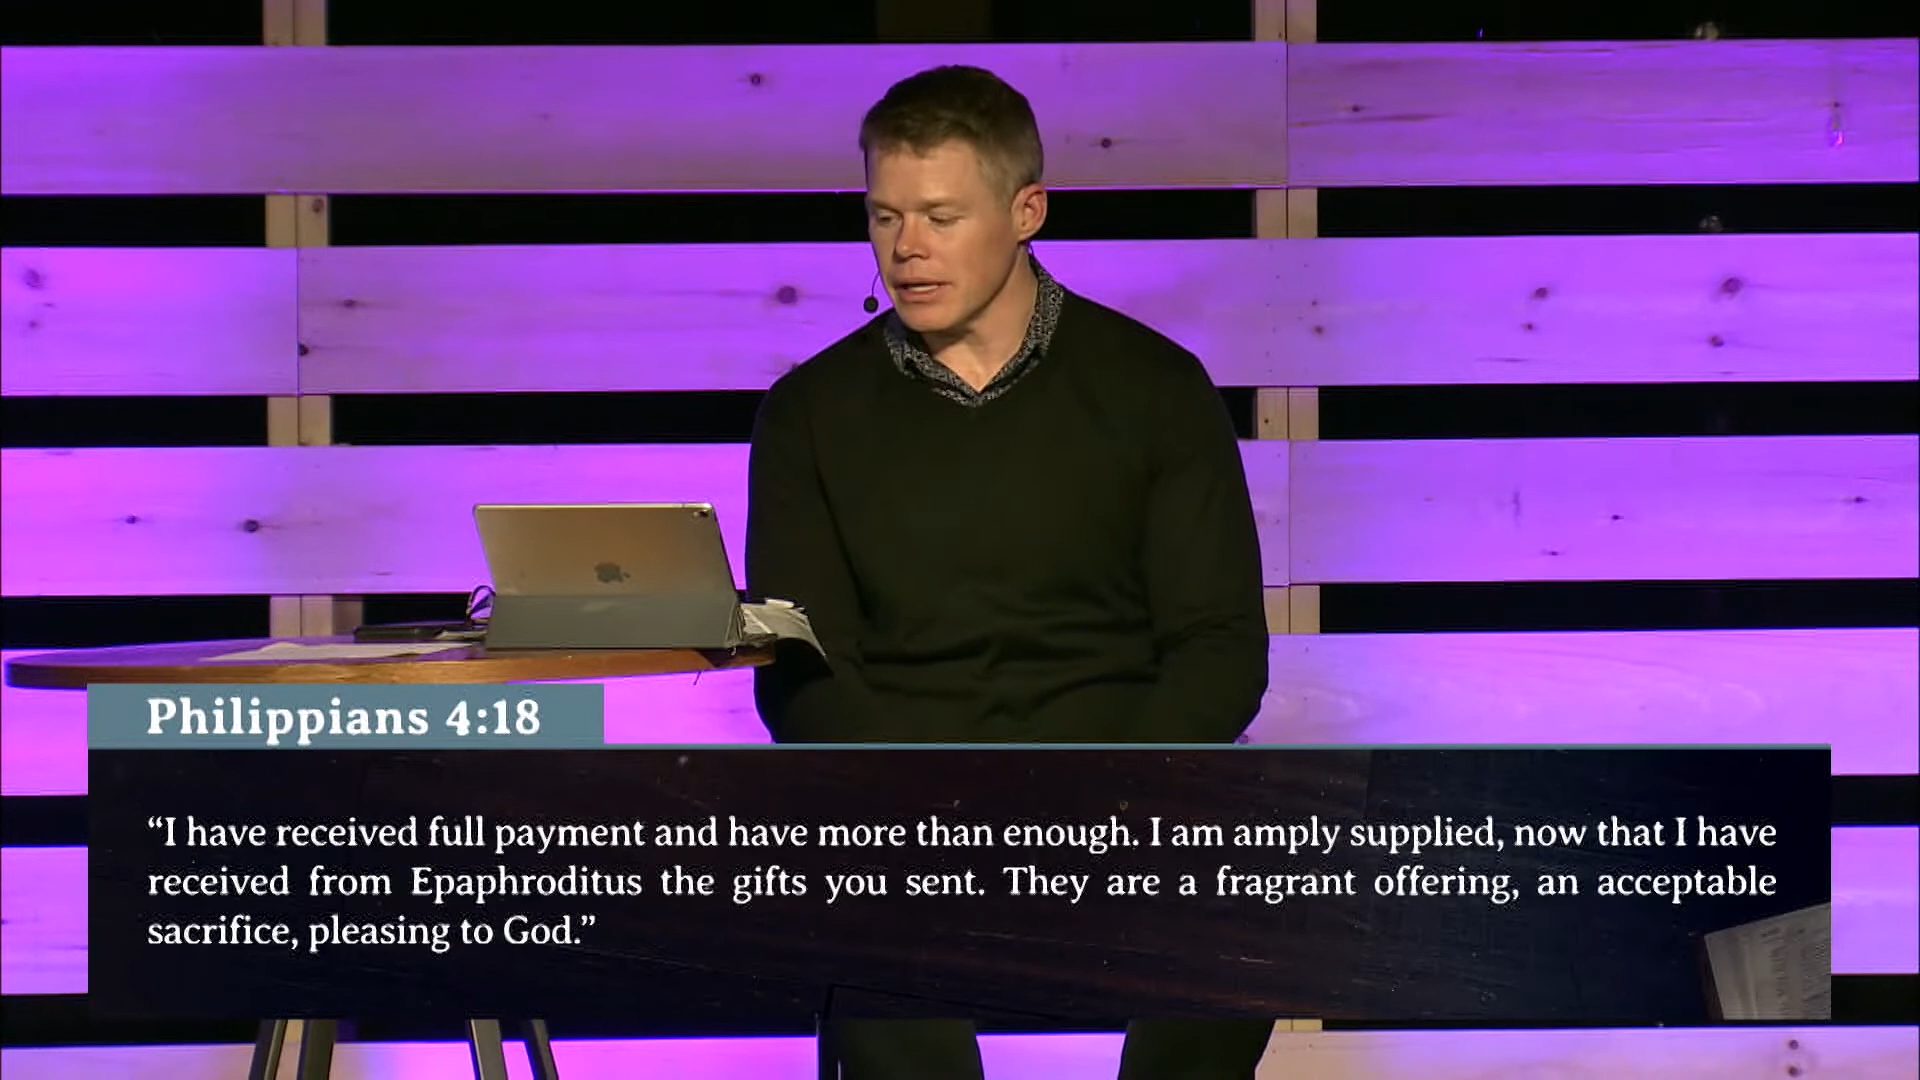 Philippians 4:18
“I have received full payment and have more than enough. I am amply supplied, now that I have
received from Epaphroditus the gifts you sent. They are a fragrant offering, an acceptable
sacrifice, pleasing to God.”